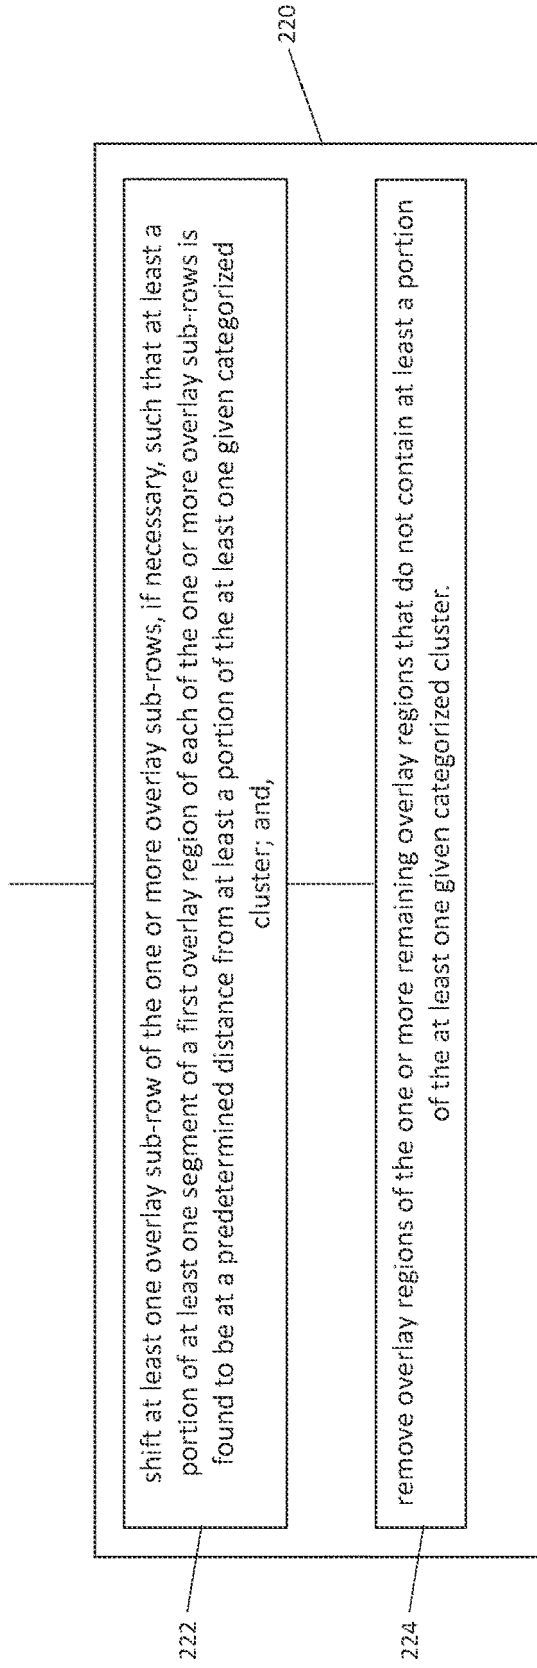 220
222
shift at least one overlay sub-row of the one or more overlay sub-rows, if necessary, such that at least a
portion of at least one segment of a first overlay region of each of the one or more overlay sub-rows is
found to be at a predetermined distance from at least a portion of the at least one given categorized
cluster; and,
224
remove overlay regions of the one or more remaining overlay regions that do not contain at least a portion
of the at least one given categorized cluster.